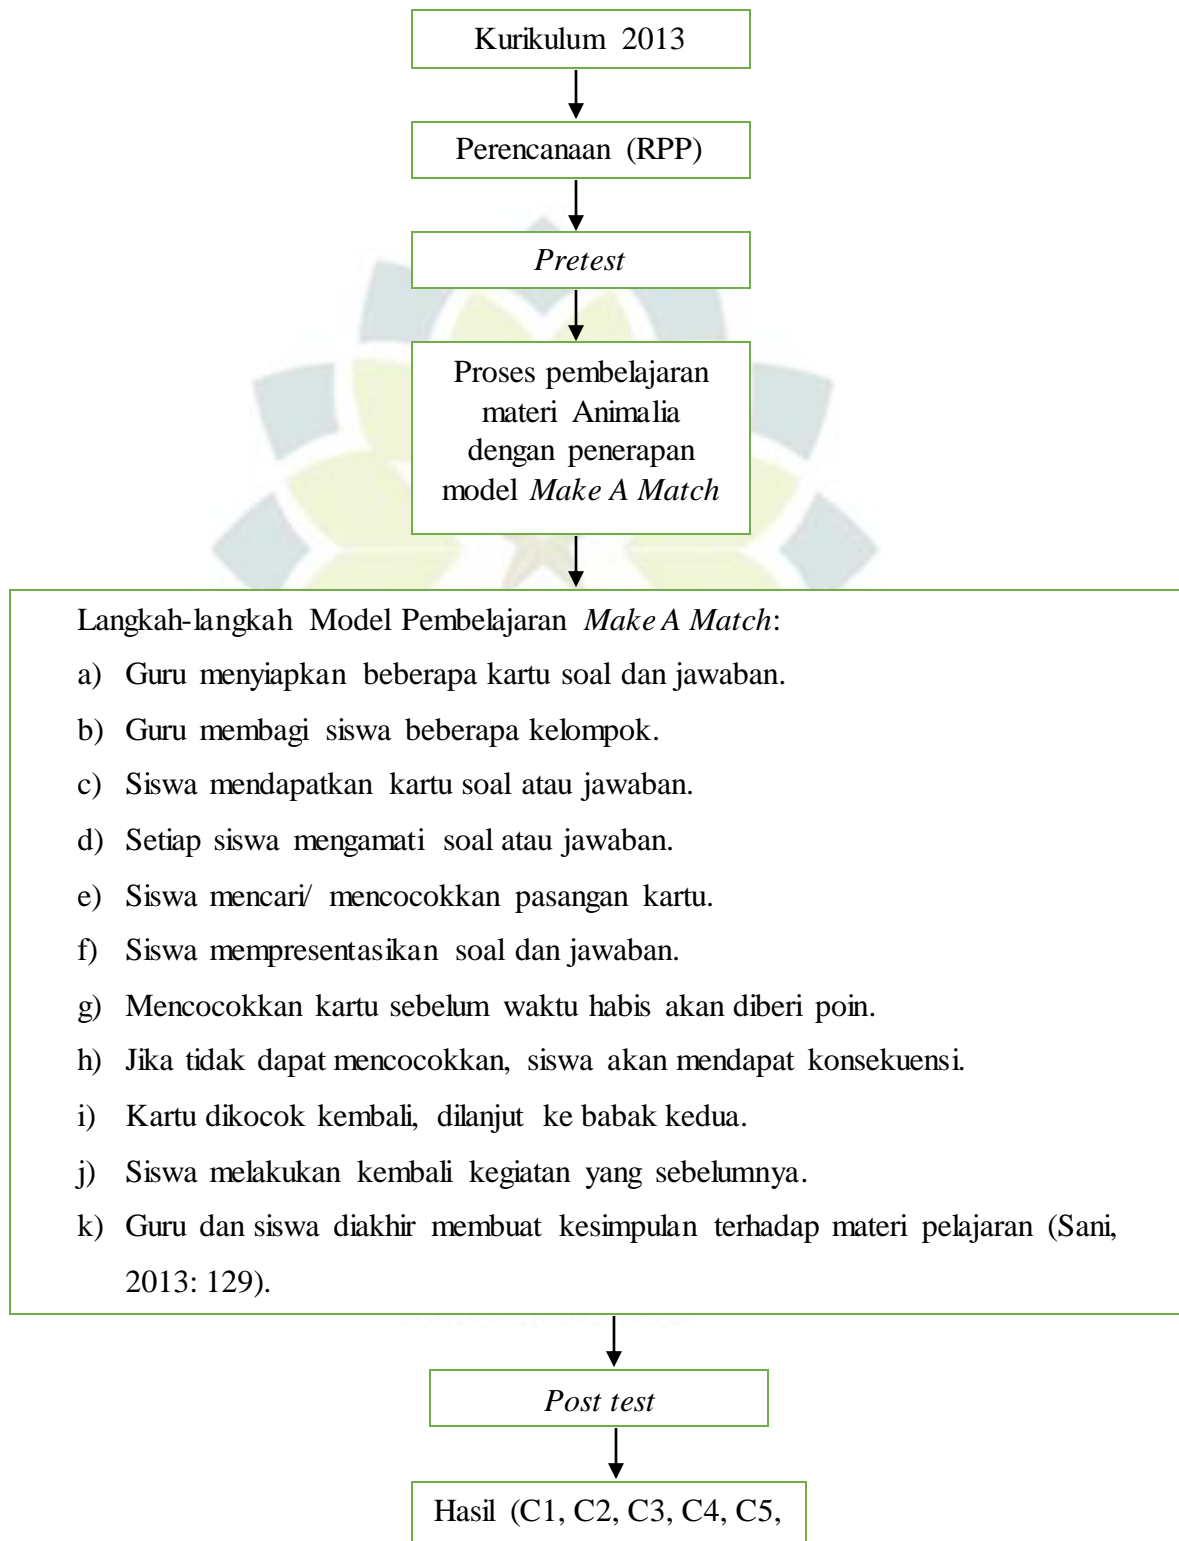 Kurikulum 2013
Perencanaan (RPP)
Pretest
Proses pembelajaran
materi Animalia
dengan penerapan
model Make A Match
Langkah-langkah Model Pembelajaran Make A Match:
a) Guru menyiapkan beberapa kartu soal dan jawaban.
b) Guru membagi siswa beberapa kelompok.
c) Siswa mendapatkan kartu soal atau jawaban.
d) Setiap siswa mengamati soal atau jawaban.
e) Siswa mencari/ mencocokkan pasangan kartu.
f) Siswa mempresentasikan soal dan jawaban.
g) Mencocokkan kartu sebelum waktu habis akan diberi poin.
h) Jika tidak dapat mencocokkan, siswa akan mendapat konsekuensi.
i) Kartu dikocok kembali, dilanjut ke babak kedua.
j) Siswa melakukan kembali kegiatan yang sebelumnya.
k) Guru dan siswa diakhir membuat kesimpulan terhadap materi pelajaran (Sani,
2013: 129).
Post test
Hasil (C1, C2, C3, C4, C5,